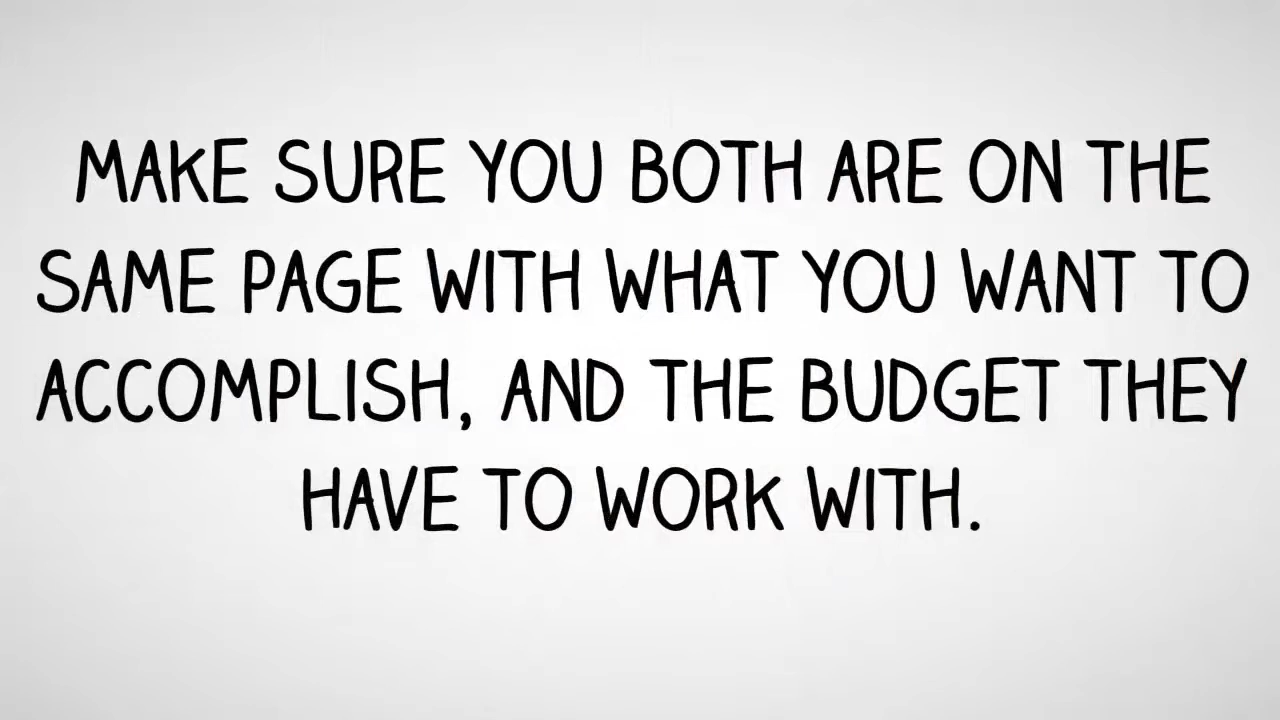 MAKE SURE YOU BOTH ARE ON THE
SAME PAGE WITH WHAT YOU WANT TO
ACCOMPLISH, AND THE BUDGET THEY
HAVE TO WORK WITH.